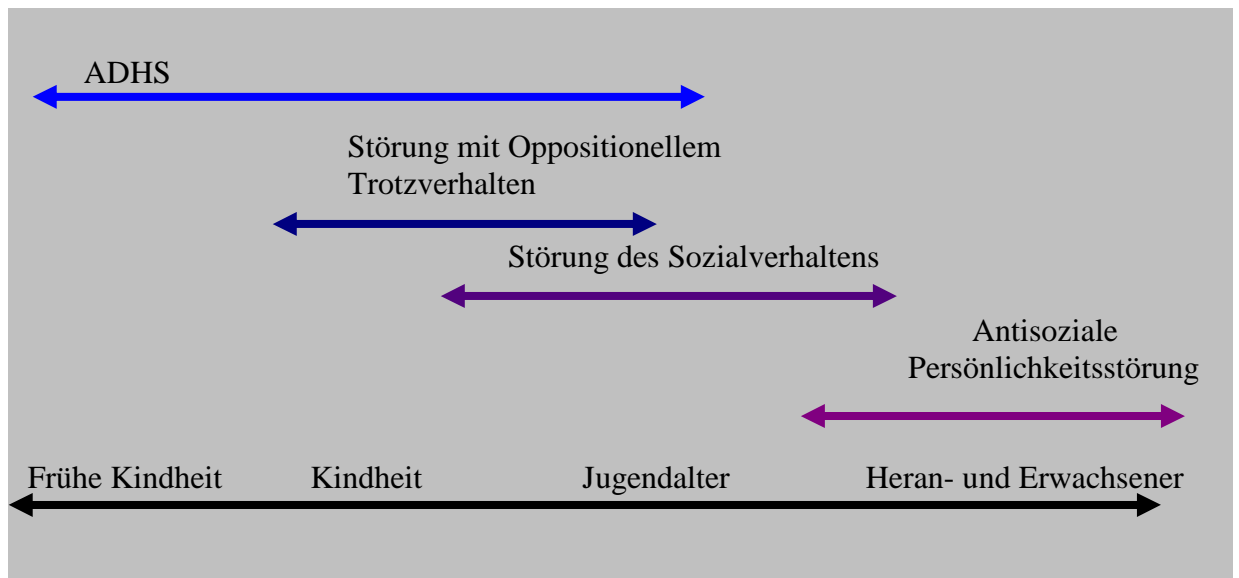 ADHS
Störung mit Oppositionellem
Trotzverhalten
Störung des Sozialverhaltens
Antisoziale
Persönlichkeitsstörung
Frühe Kindheit Kindheit Jugendalter Heran- und Erwachsener